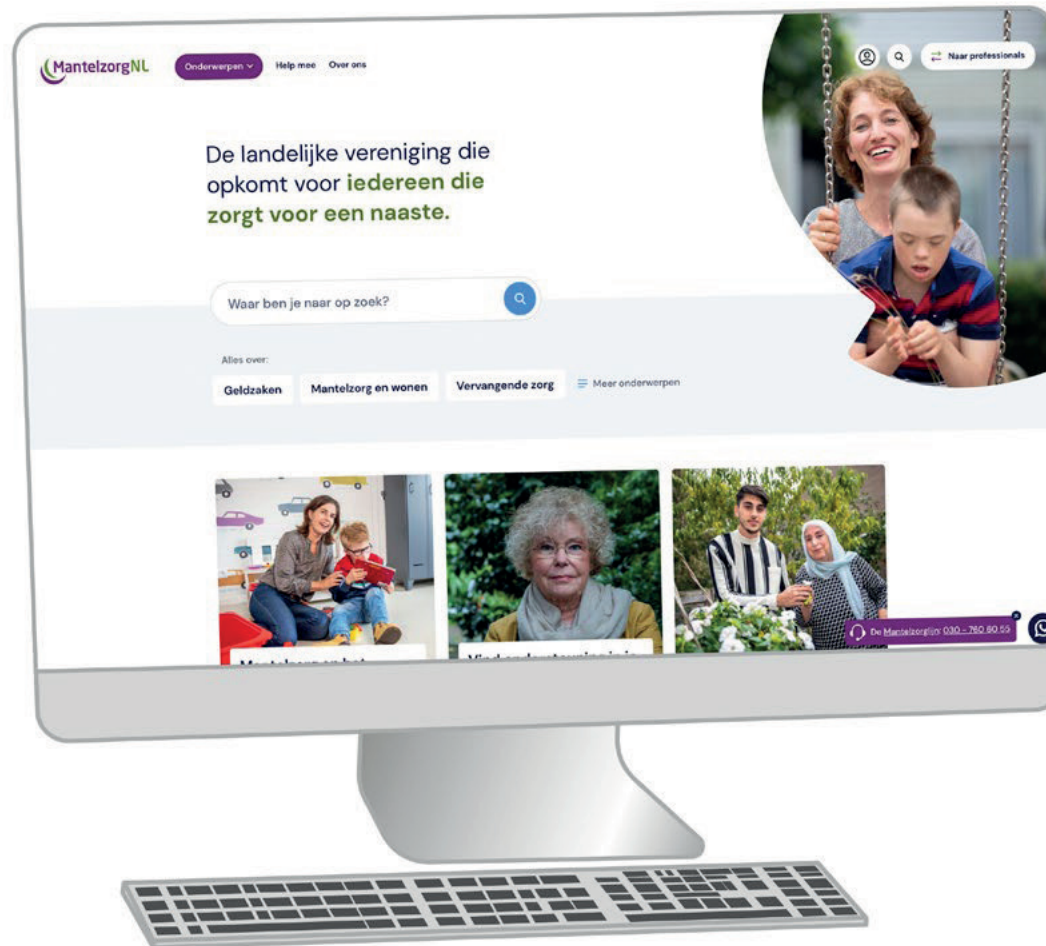 MantelzorgNL
Onderwerpen
Help mee
Over ons
Naar professionals
De landelijke vereniging die
opkomt voor iedereen die
zorgt voor een naaste.
Waar ben je naar op zoek?
Alles over:
Geldzaken
Mantelzorg en wonen
Vervangende zorg
Meer onderwerpen
De Mantelzorglijn: 030 - 760 60 55